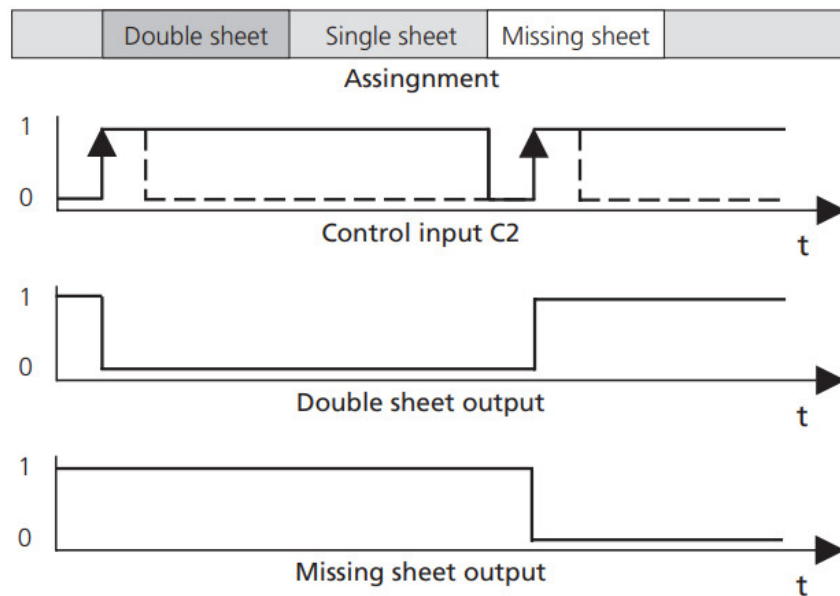 Double sheet Single sheet Missing sheet
Assingnment
1
0
Control input C2
t
1
0
Double sheet output
t
1
0
Missing sheet output
t